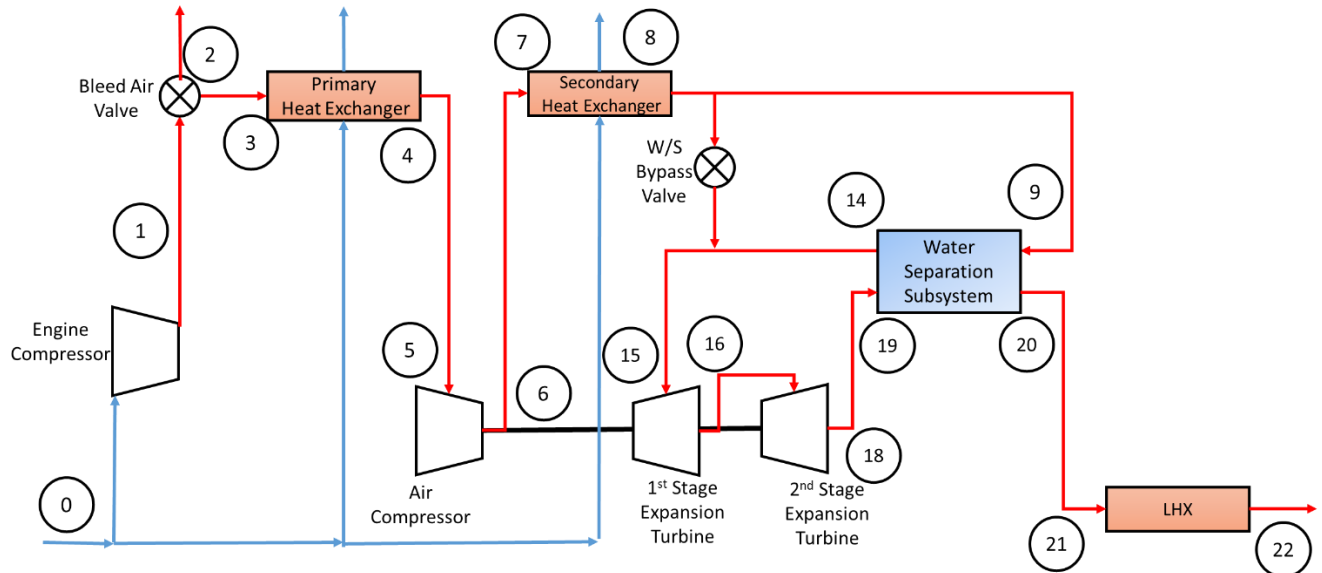 2
7
8
Bleed Air
Valve
Primary
Heat Exchanger
Secondary
Heat Exchanger
3
4
W/S
Bypass
Valve
14
9
1
Water
Separation
Subsystem
Engine
Compressor
5
6
15
16
19
20
0
18
Air
Compressor
1st Stage
Expansion
Turbine
2nd Stage
Expansion
Turbine
LHX
21
22